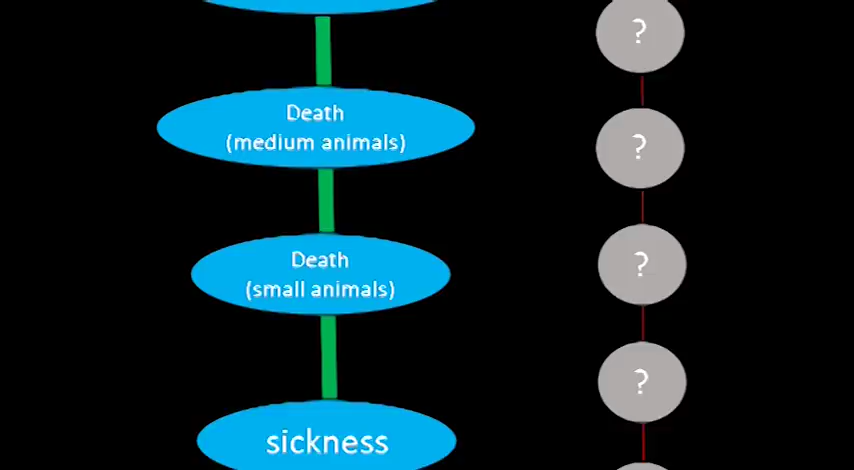 ?
Death
(medium animals)
?
Death
(small animals)
?
?
sickness